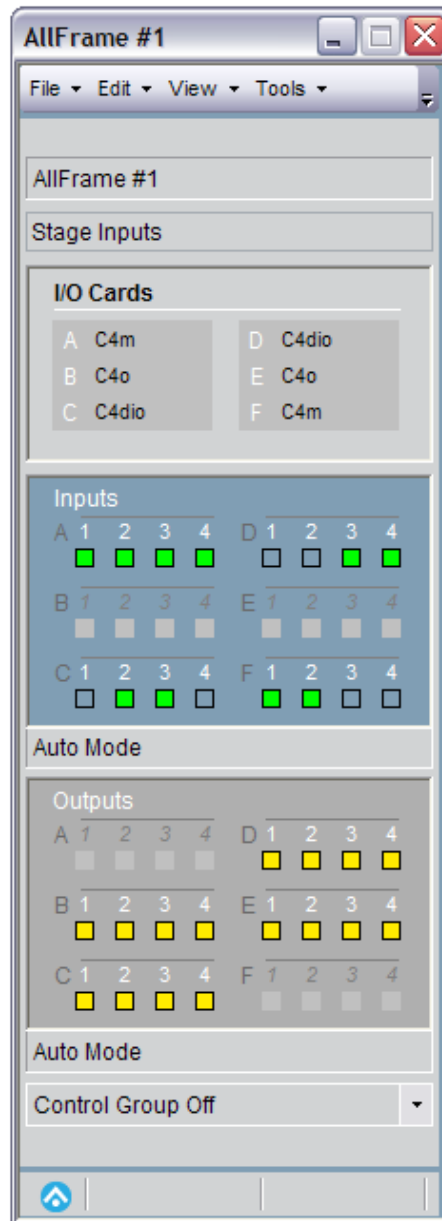 AllFrame #1
File Edit View Tools
AllFrame #1
Stage Inputs
I/O Cards
A C4m D C4dio
B C4o E C4o
C C4dio F C4m
Inputs
A 1 2 3 4 D 1 2 3 4
B 1 2 3 4 E 1 2 3 4
C 1 2 3 4 F 1 2 3 4
Auto Mode
Outputs
A 1 2 3 4 D 1 2 3 4
B 1 2 3 4 E 1 2 3 4
C 1 2 3 4 F 1 2 3 4
Auto Mode
Control Group Off